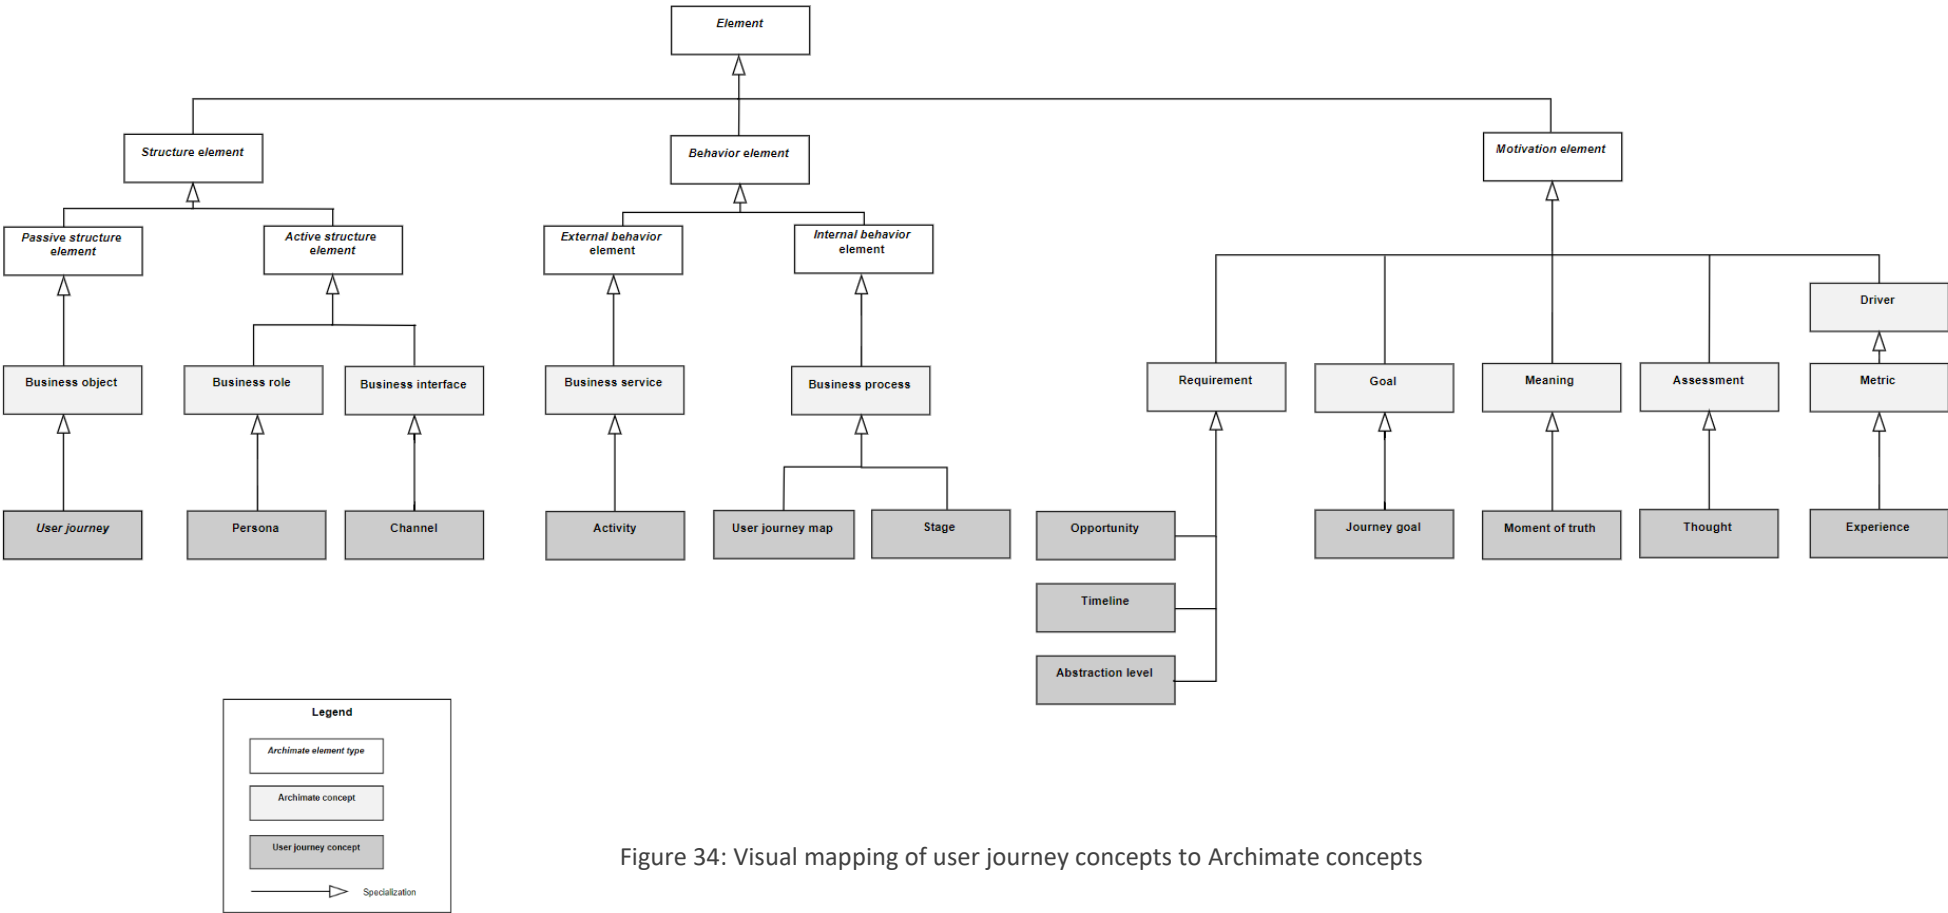 Element
Structure element
Behavior element
Motivation element
Passive structure
element
Active structure
element
External behavior
element
Internal behavior
element
Driver
Business object
Business role
Business interface
Business service
Business process
Requirement
Goal
Meaning
Assessment
Metric
User journey
Persona
Channel
Activity
User journey map
Stage
Opportunity
Journey goal
Moment of truth
Thought
Experience
Timeline
Abstraction level
Legend
Archimate element type
Archimate concept
User journey concept
Specialization
Figure 34: Visual mapping of user journey concepts to Archimate concepts